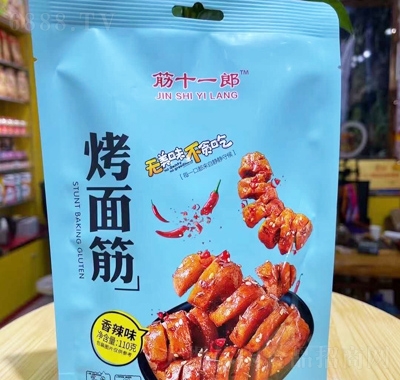 筋十一郎™
JIN SHI YI LANG
无美味不贪吃
烤面筋
STUNT BAKING GLUTEN
香辣味
净含量:110克